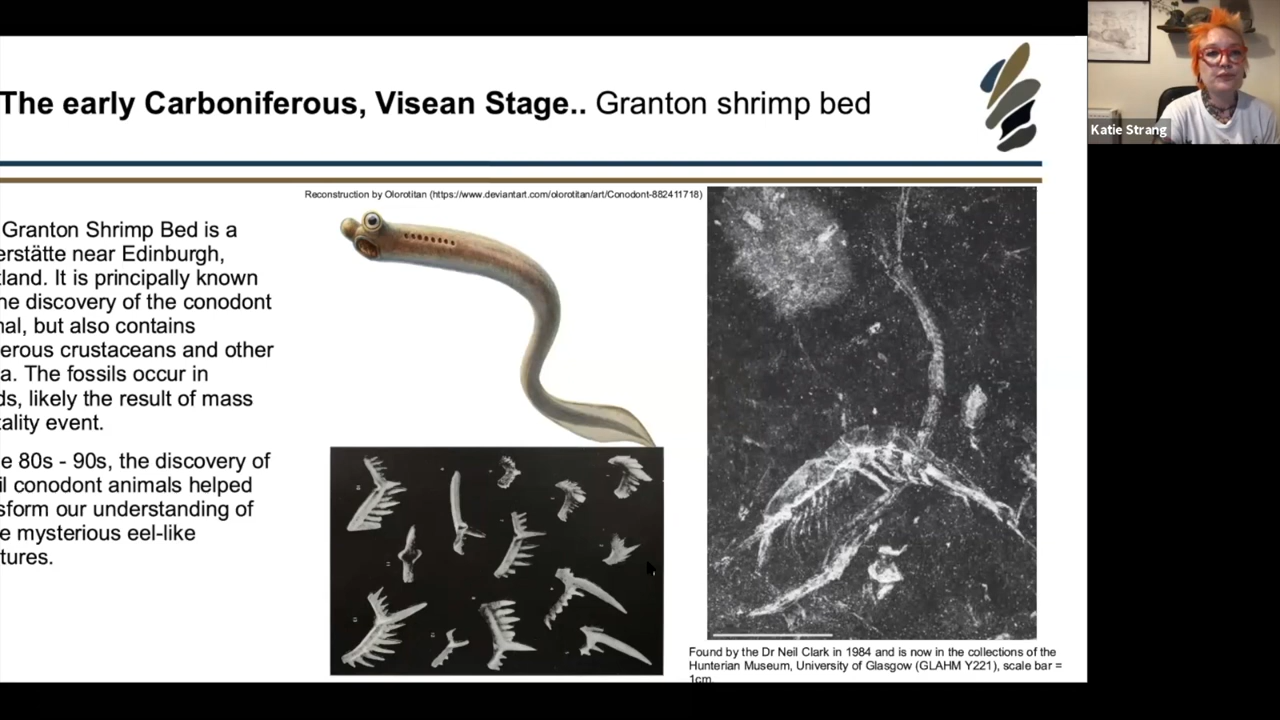 The early Carboniferous, Visean Stage.. Granton shrimp bed
Katie Strang
Reconstruction by Olorotitan (https://www.deviantart.com/olorotitan/art/Conodont-882411718)
Granton Shrimp Bed is a
erstätte near Edinburgh,
tland. It is principally known
he discovery of the conodont
nal, but also contains
erous crustaceans and other
a. The fossils occur in
ds, likely the result of mass
tality event.
e 80s - 90s, the discovery of
il conodont animals helped
sform our understanding of
e mysterious eel-like
tures.
Found by the Dr Neil Clark in 1984 and is now in the collections of the
Hunterian Museum, University of Glasgow (GLAHM Y221), scale bar =
1cm